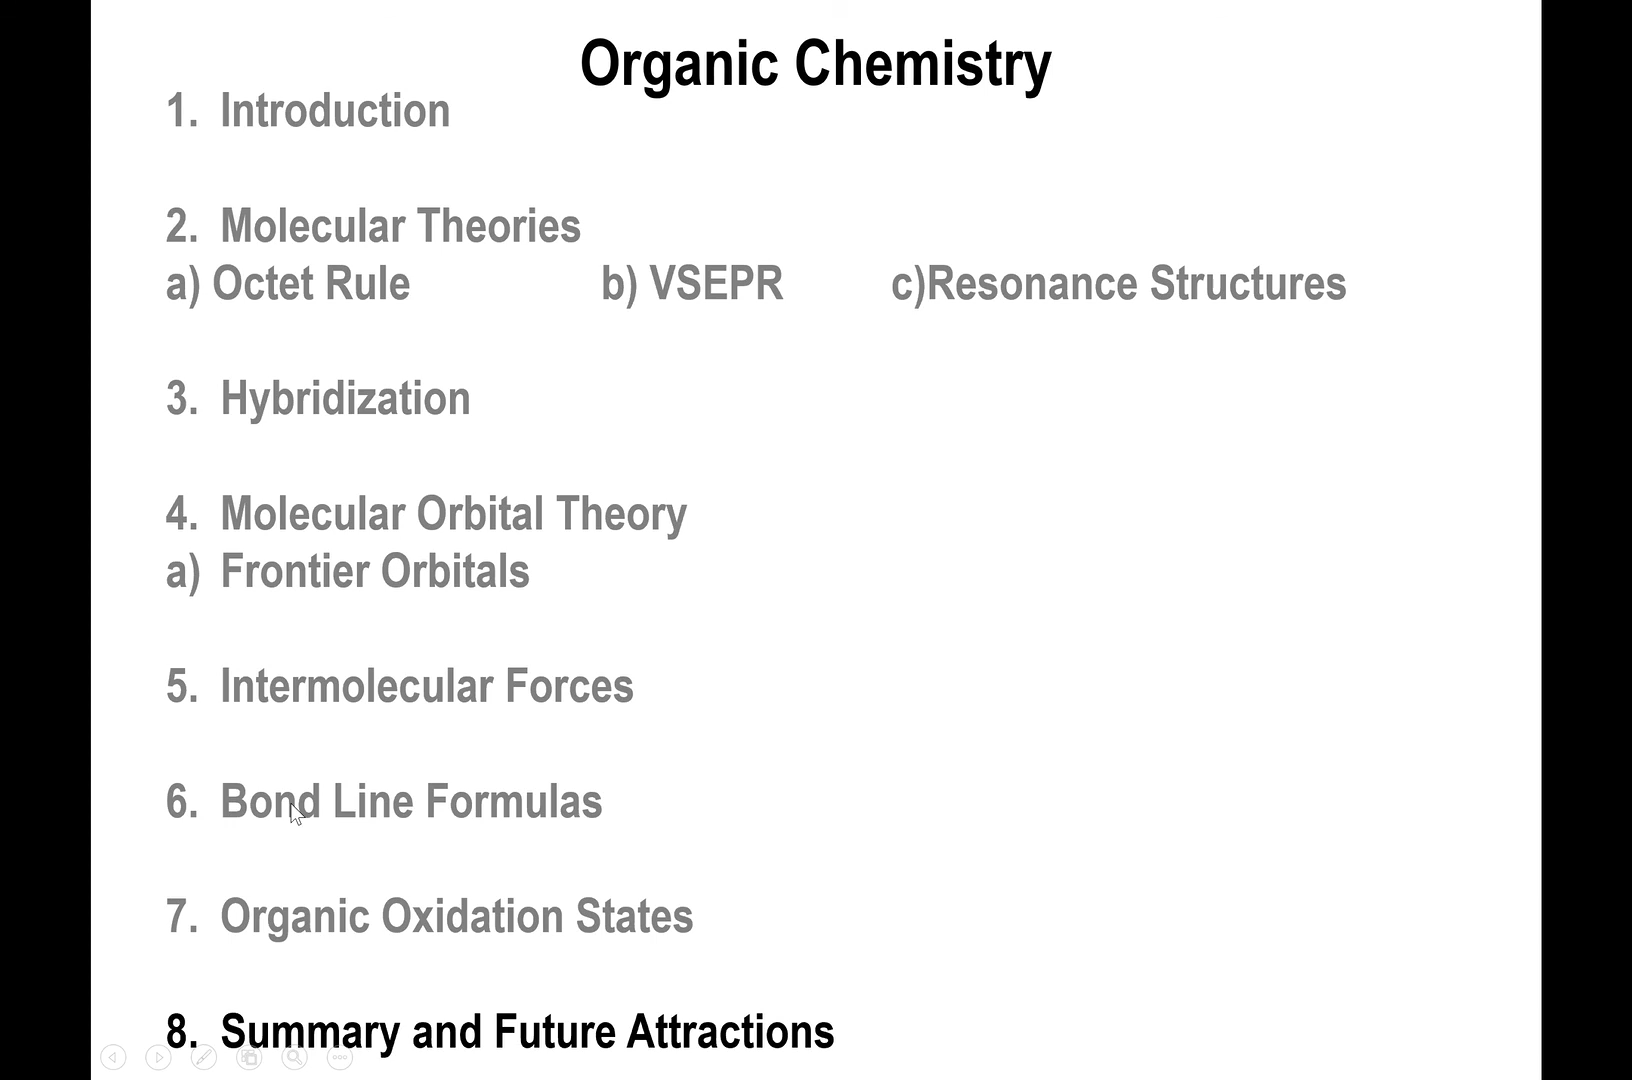 Organic Chemistry
1. Introduction
2. Molecular Theories
a) Octet Rule b) VSEPR c)Resonance Structures
3. Hybridization
4. Molecular Orbital Theory
a) Frontier Orbitals
5. Intermolecular Forces
6. Bond Line Formulas
7. Organic Oxidation States
8. Summary and Future Attractions